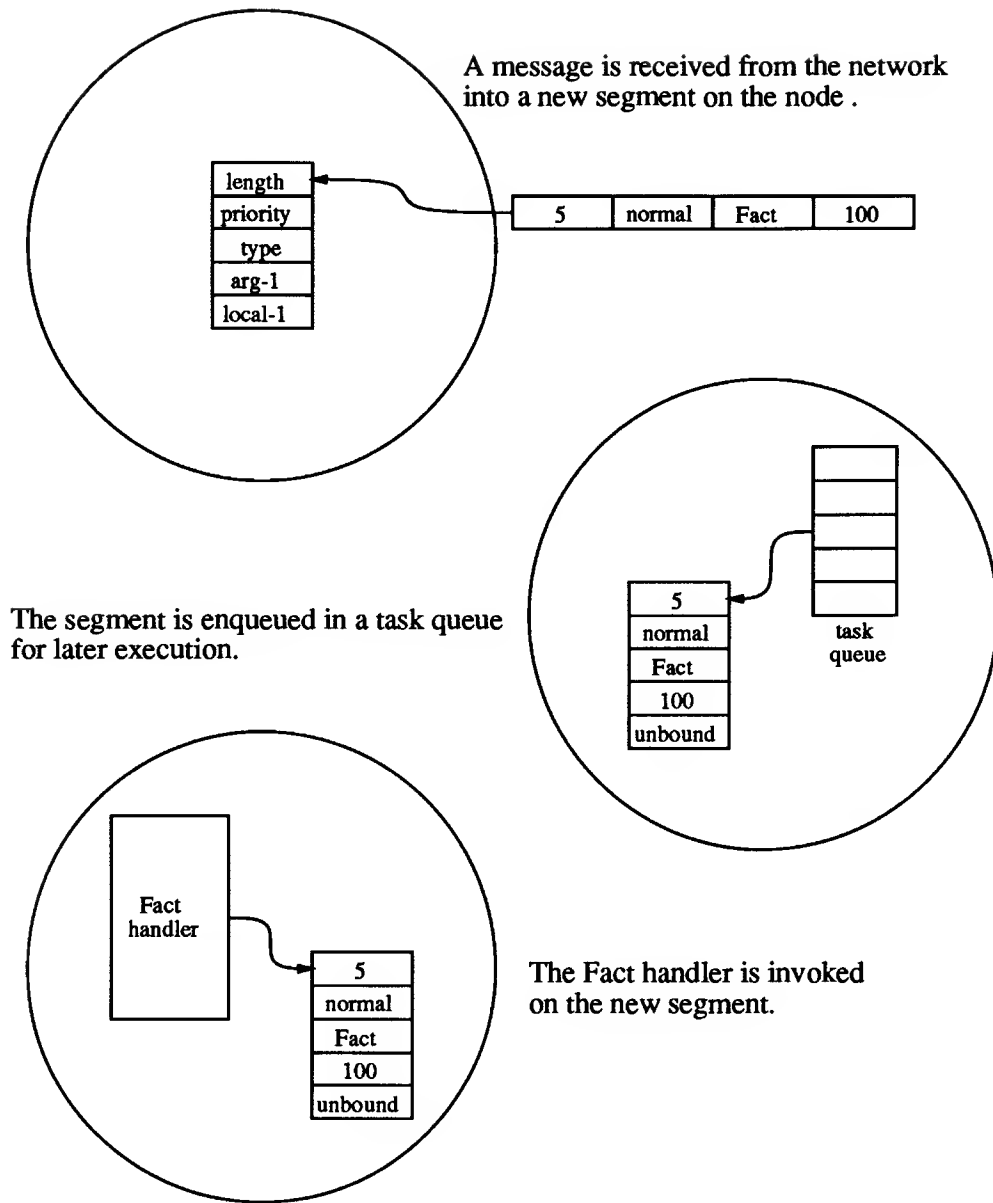 A message is received from the network
into a new segment on the node .
length
priority
type
arg-1
local-1
5 normal Fact 100
5
normal
Fact
100
unbound
task
queue
The segment is enqueued in a task queue
for later execution.
Fact
handler
5
normal
Fact
100
unbound
The Fact handler is invoked
on the new segment.